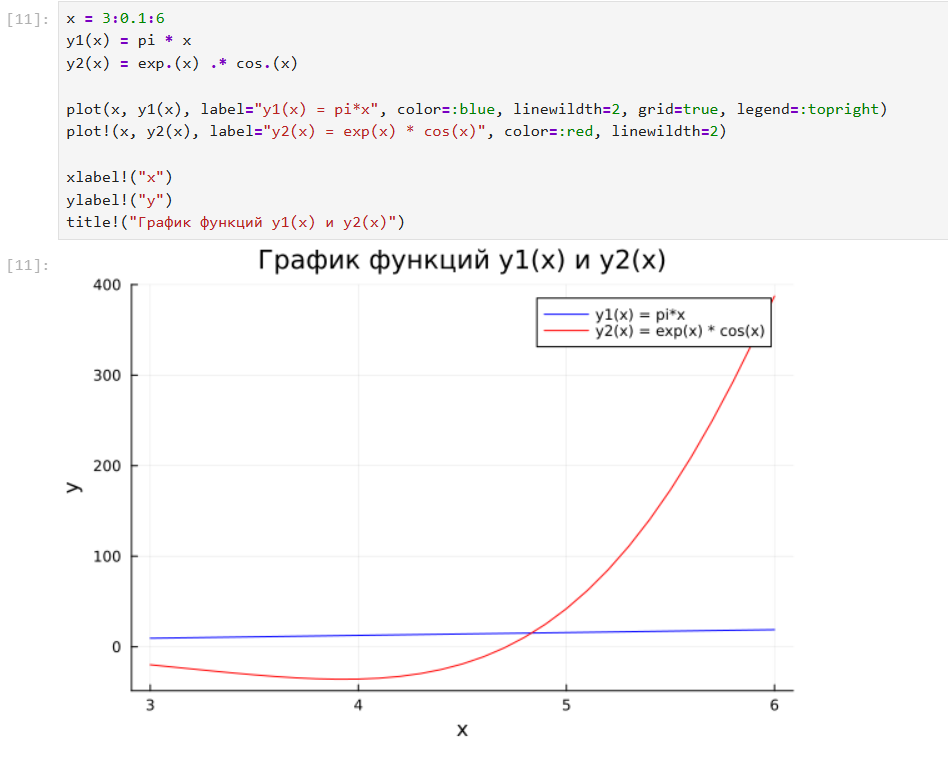 [11]:
x = 3:0.1:6
y1(x) = pi * x
y2(x) = exp.(x) .* cos.(x)
plot(x, y1(x), label="y1(x) = pi*x", color=:blue, linewildth=2, grid=true, legend=:topright)
plot!(x, y2(x), label="y2(x) = exp(x) * cos(x)", color=:red, linewildth=2)
xlabel!("x")
ylabel!("y")
title!("График функций y1(x) и y2(x)")
[11]:
График функций y1(x) и y2(x)
y1(x) = pi*x
y2(x) = exp(x) * cos(x)
400
300
200
100
0
y
3 4 5 6
x